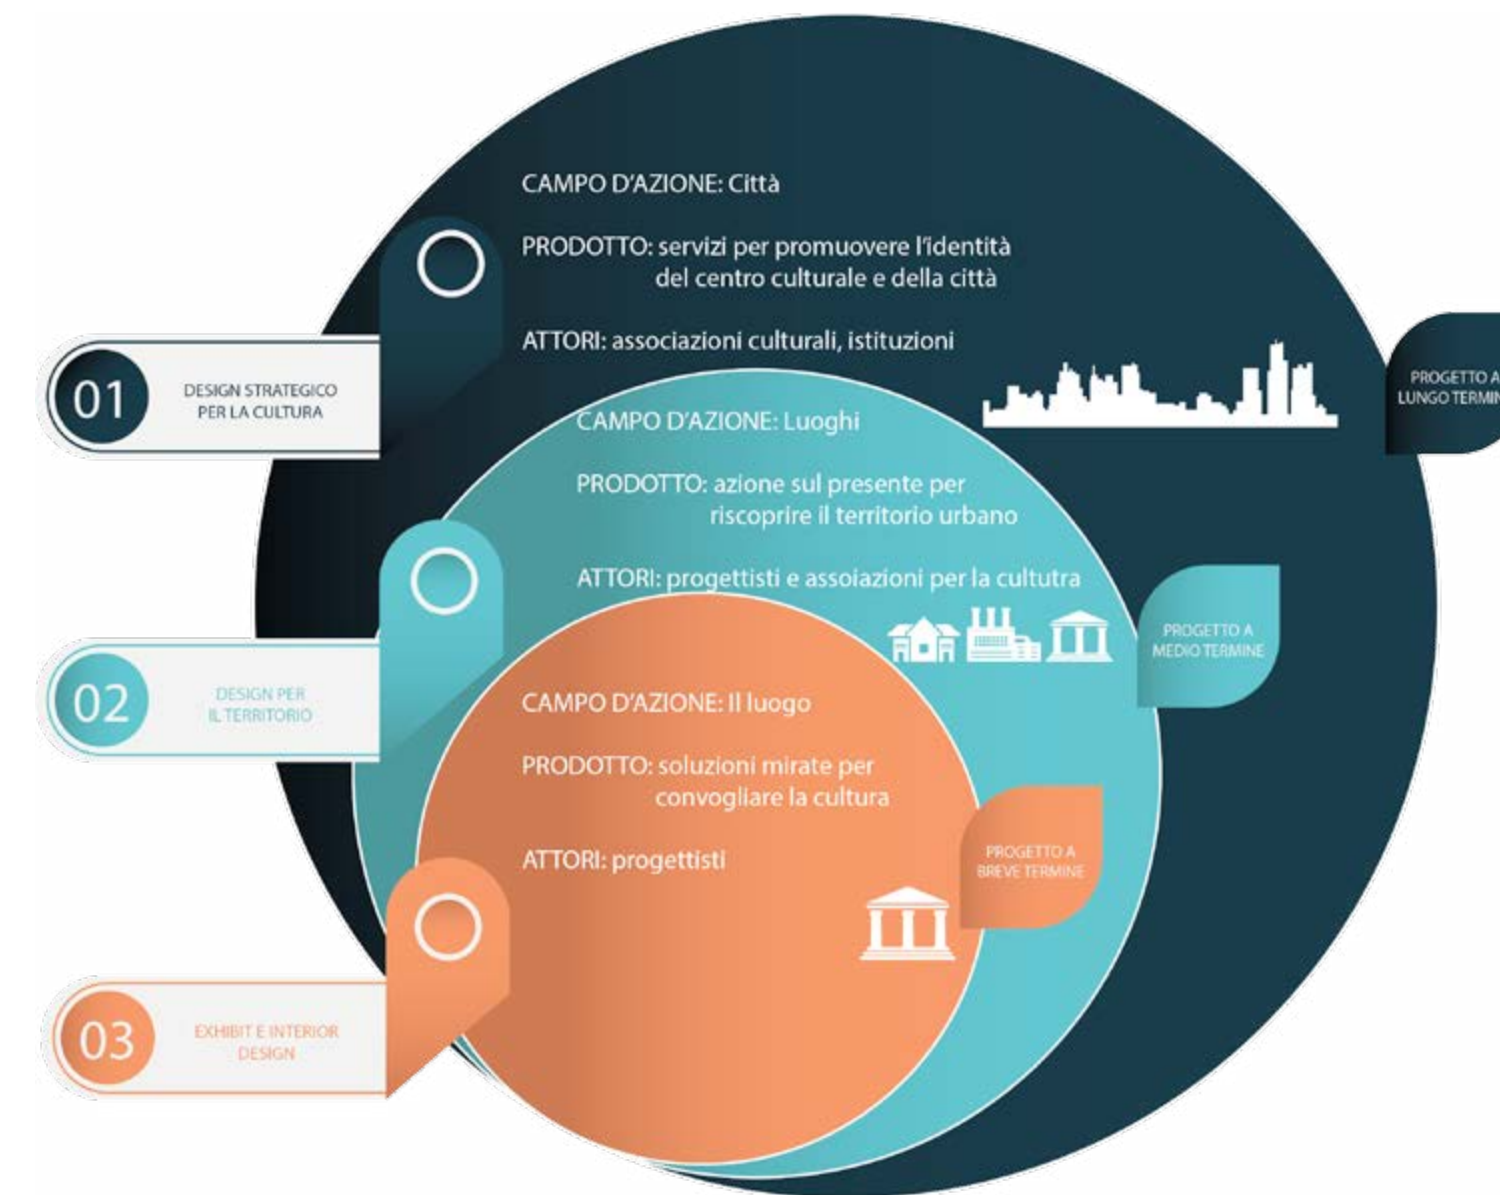 CAMPO D'AZIONE: Città
PRODOTTO: servizi per promuovere l'identità
del centro culturale e della città
ATTORI: associazioni culturali, istituzioni
01
DESIGN STRATEGICO
PER LA CULTURA
PROGETTO A
LUNGO TERMIN
CAMPO D'AZIONE: Luoghi
PRODOTTO: azione sul presente per
riscoprire il territorio urbano
ATTORI: progettisti e assoiazioni per la cultutra
02
DESIGN PER
IL TERRITORIO
PROGETTO A
MEDIO TERMINE
CAMPO D'AZIONE: Il luogo
PRODOTTO: soluzioni mirate per
convogliare la cultura
ATTORI: progettisti
PROGETTO A
BREVE TERMINE
03
EXHIBIT E INTERIOR
DESIGN